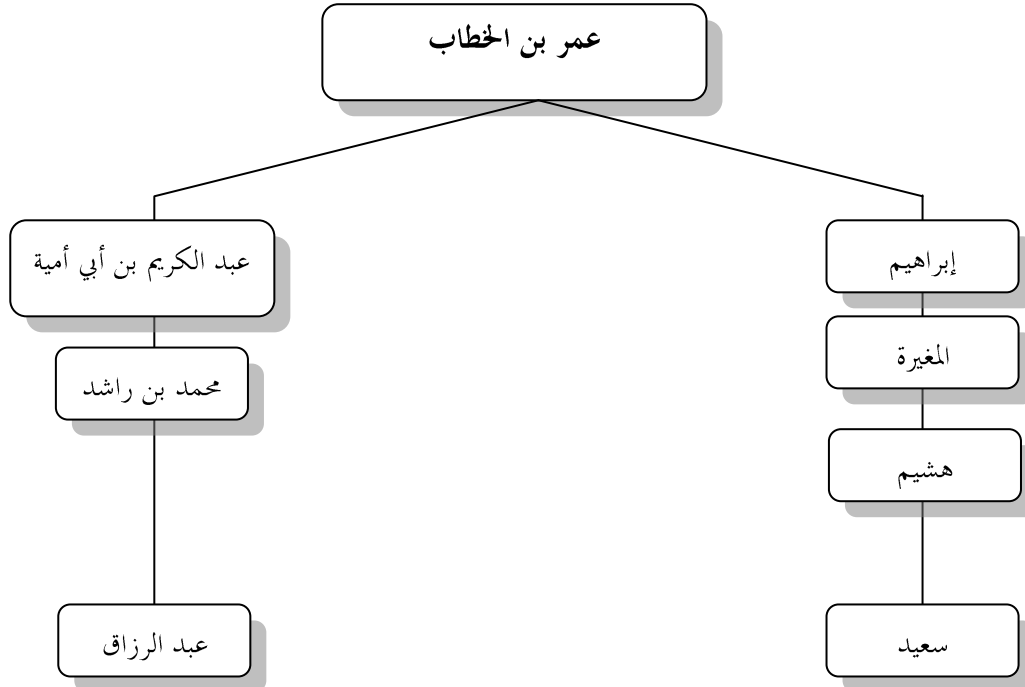 عمر بن الخطاب
إبراهيم
عبد الكريم بن أبي أمية
المغيرة
محمد بن راشد
هشيم
سعيد
عبد الرزاق